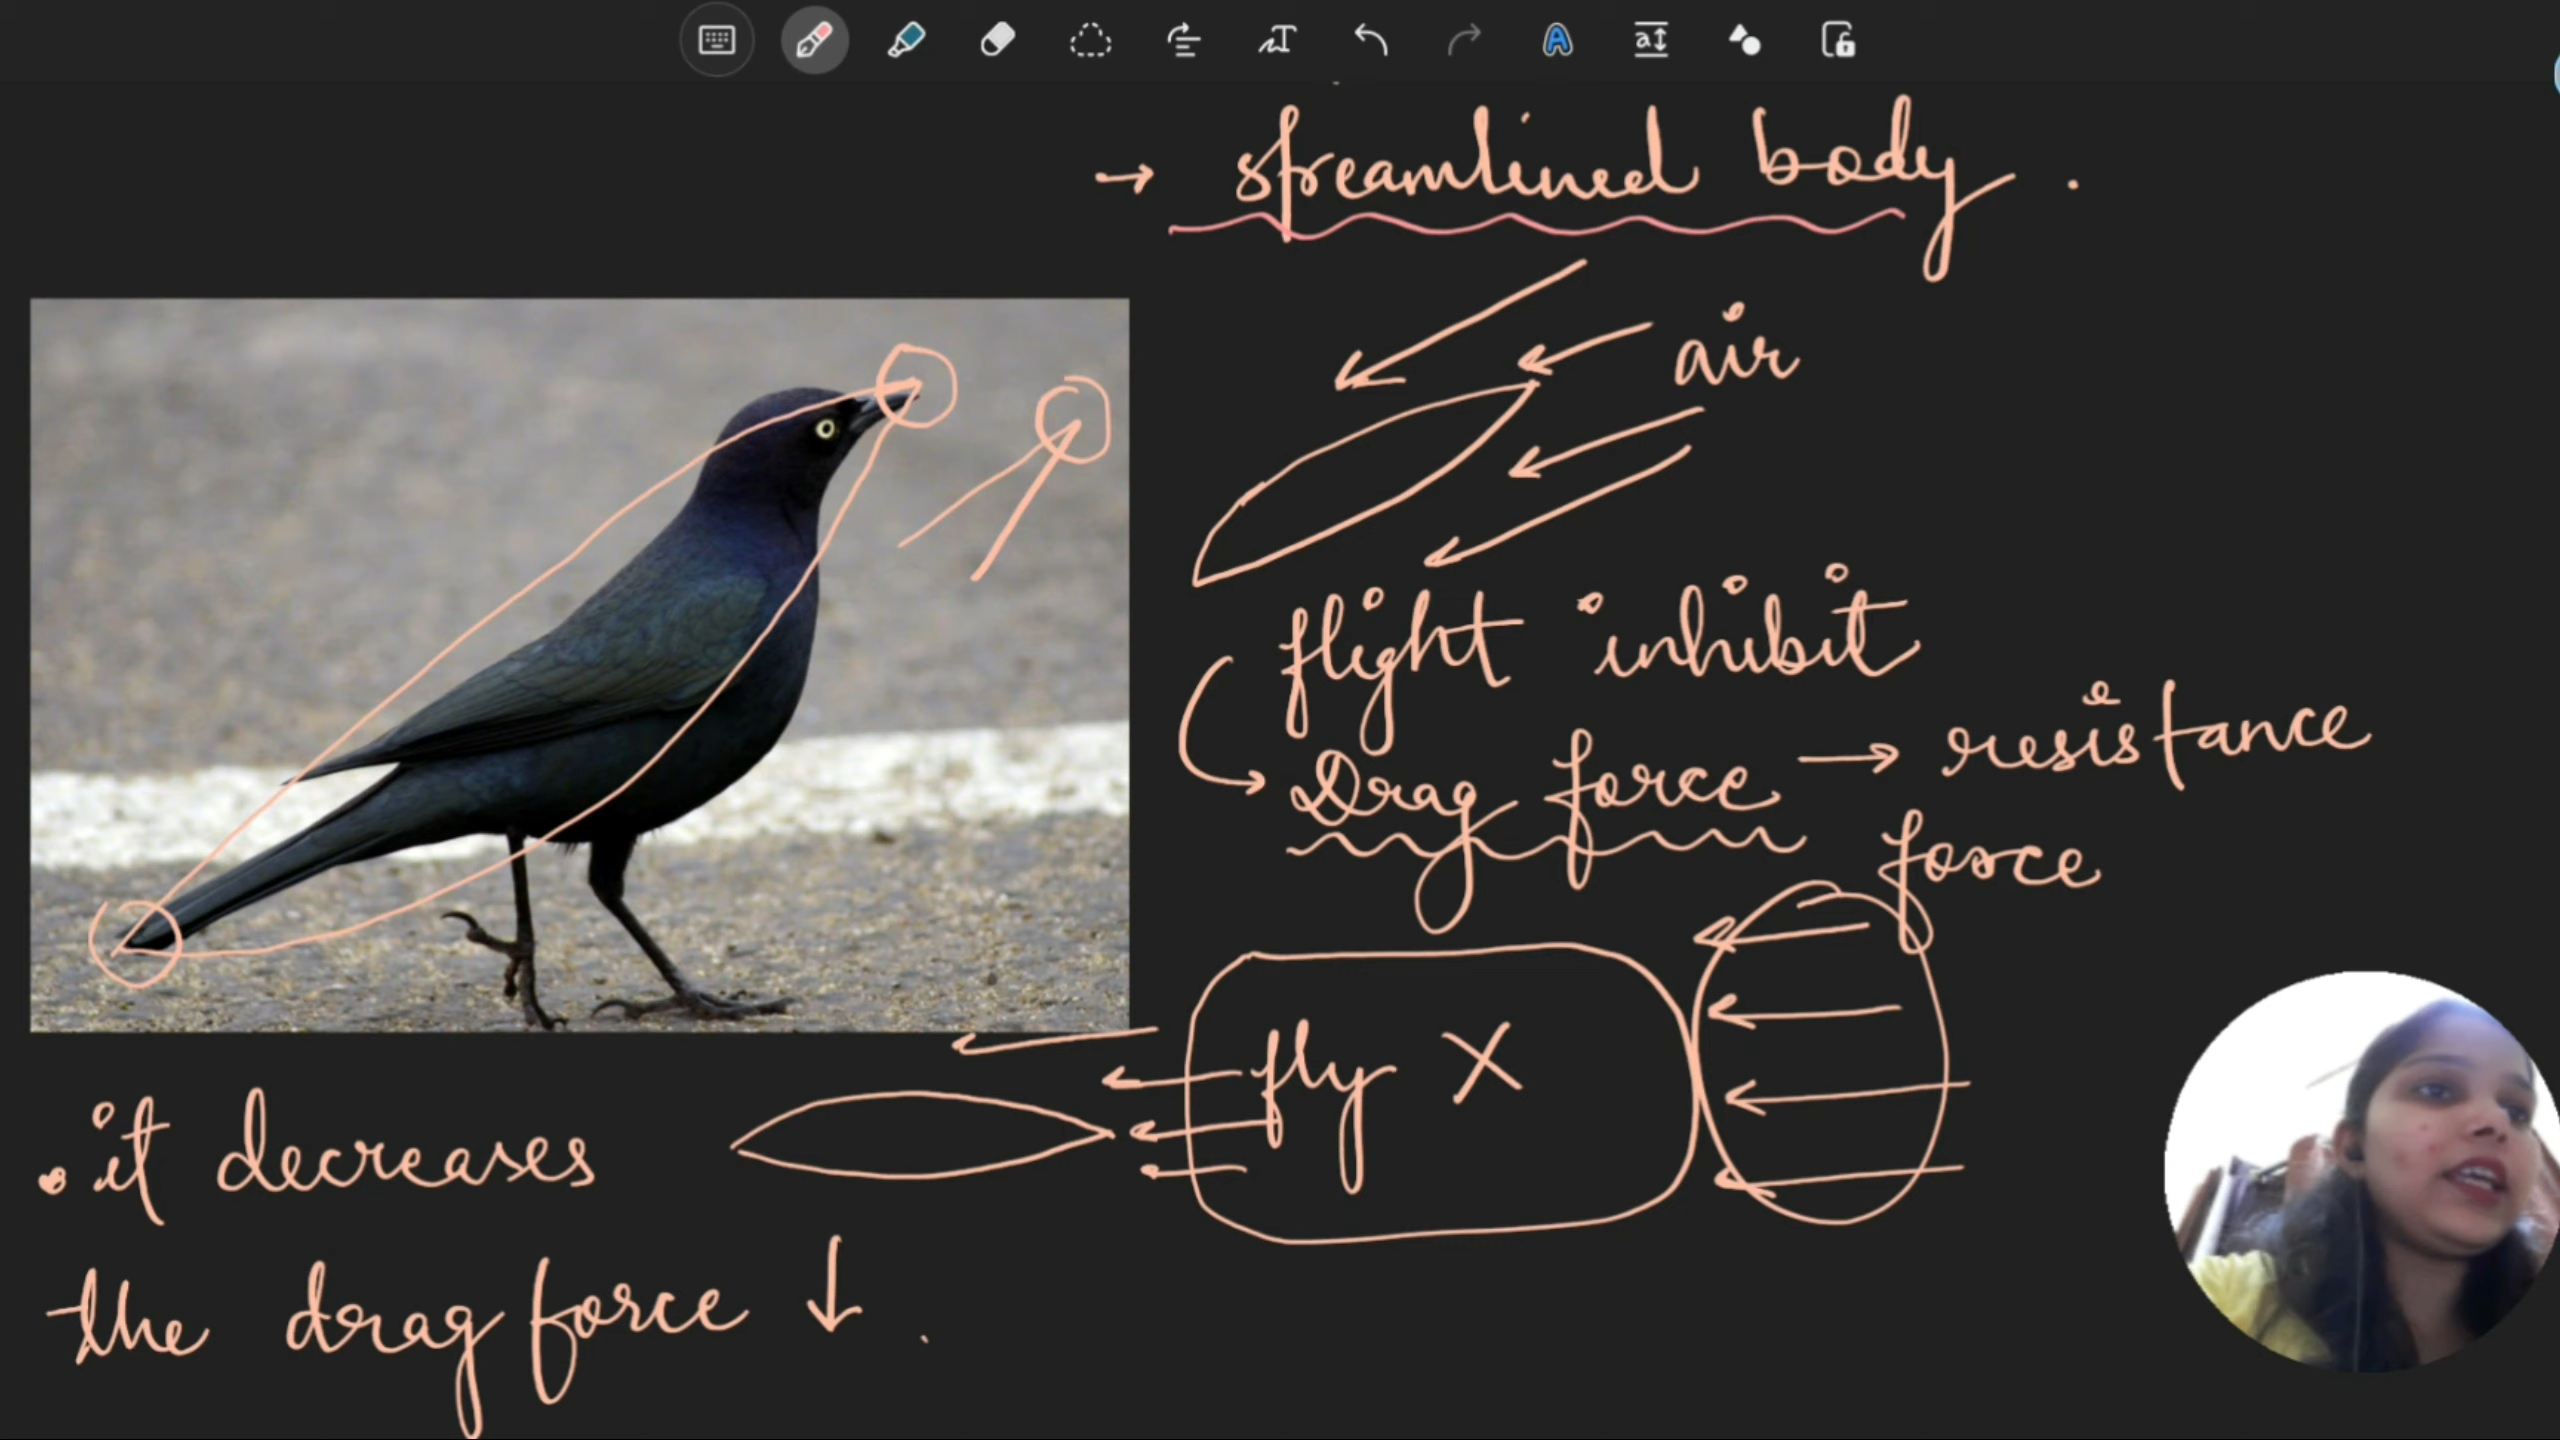 → streamlined body .
air
flight inhibit
Drag force → resistance
force
fly X
. it decreases
the drag force ↓ .